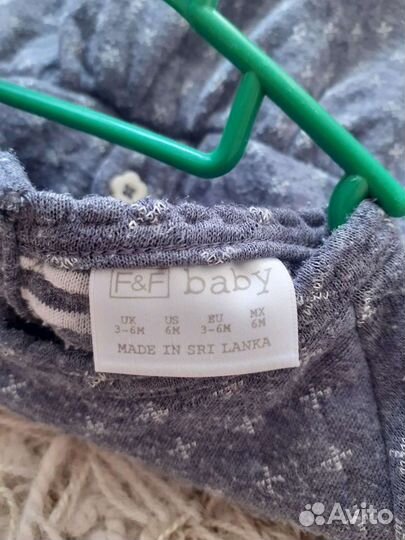 F&F baby
UK US EU MX
3-6M 6M 3-6M 6M
MADE IN SRI LANKA
Avito